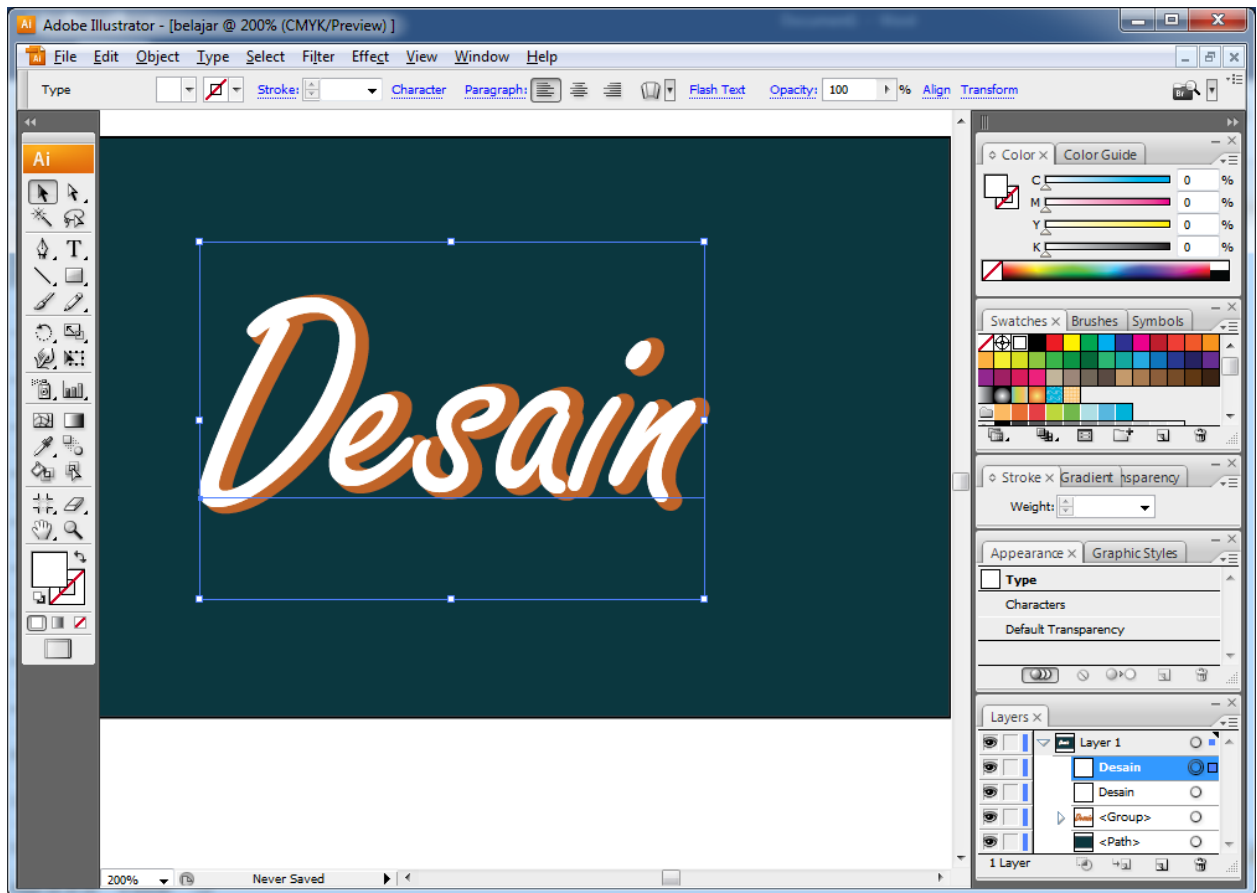 Adobe Illustrator - [belajar @ 200% (CMYK/Preview) ]
File Edit Object Type Select Filter Effect View Window Help
Type Stroke: Character Paragraph: Flash Text Opacity: 100 % Align Transform
Ai
Color × Color Guide
C 0 %
M 0 %
Y 0 %
K 0 %
Swatches × Brushes Symbols
Stroke × Gradient nsparency
Weight:
Appearance × Graphic Styles
Type
Characters
Default Transparency
Layers ×
Layer 1
Desain
Desain
<Group>
<Path>
1 Layer
Desain
200% Never Saved